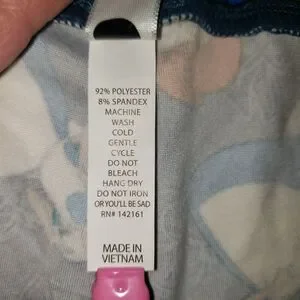 92% POLYESTER
8% SPANDEX
MACHINE
WASH
COLD
GENTLE
CYCLE
DO NOT
BLEACH
HANG DRY
DO NOT IRON
OR YOU'LL BE SAD
RN# 142161
MADE IN
VIETNAM